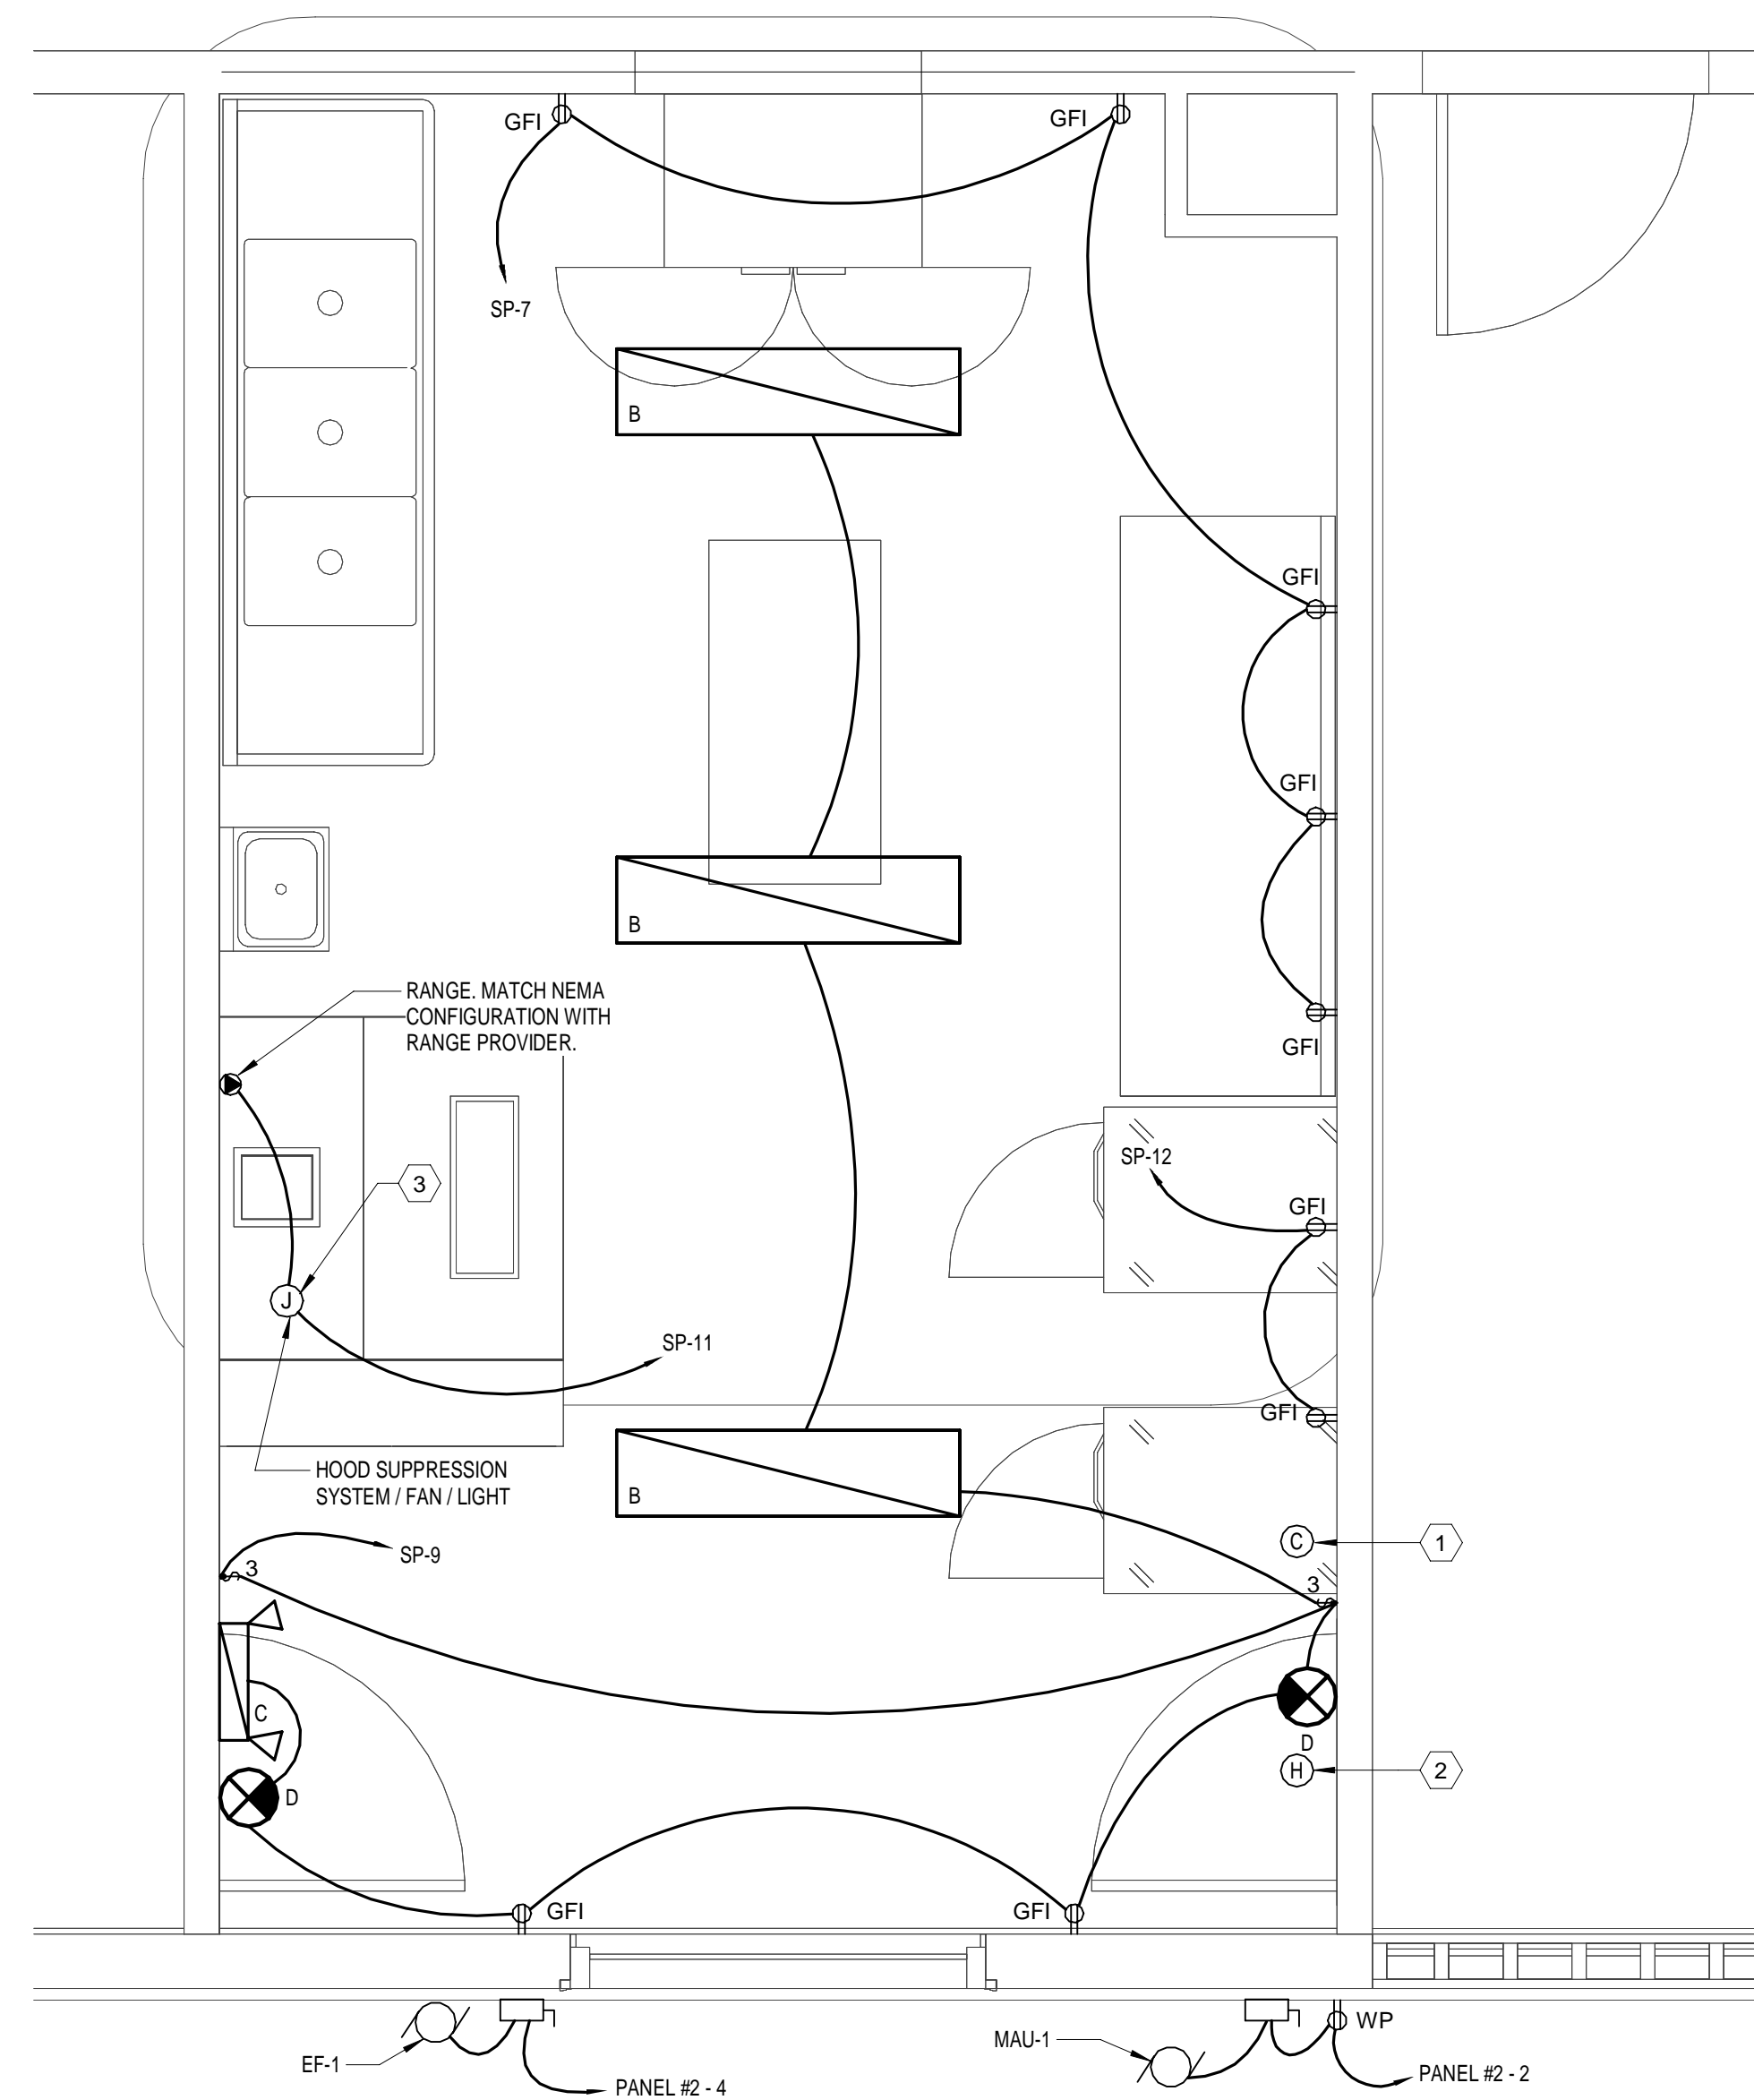 GFI
GFI
SP-7
B
GFI
GFI
B
RANGE. MATCH NEMA
CONFIGURATION WITH
RANGE PROVIDER.
GFI
SP-12
3
GFI
J
SP-11
GFI
HOOD SUPPRESSION
SYSTEM / FAN / LIGHT
B
C
1
SP-9
3
3
C
D
H
2
D
GFI
GFI
WP
MAU-1
EF-1
PANEL #2 - 2
PANEL #2 - 4